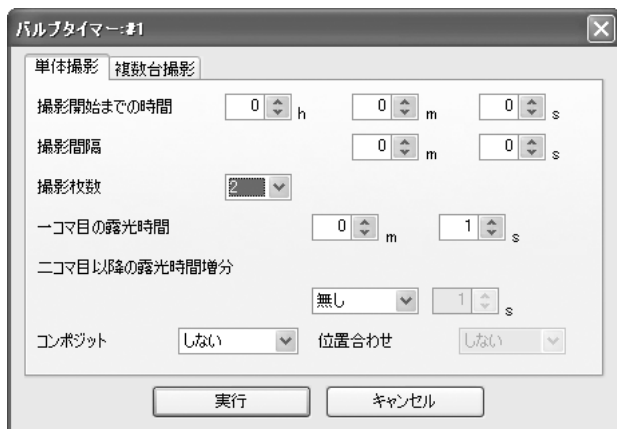 バルブタイマー:#1
単体撮影 複数台撮影
撮影開始までの時間 0 h 0 m 0 s
撮影間隔 0 m 0 s
撮影枚数 2
一コマ目の露光時間 0 m 1 s
二コマ目以降の露光時間増分
無し 1 s
コンポジット しない 位置合わせ しない
実行 キャンセル